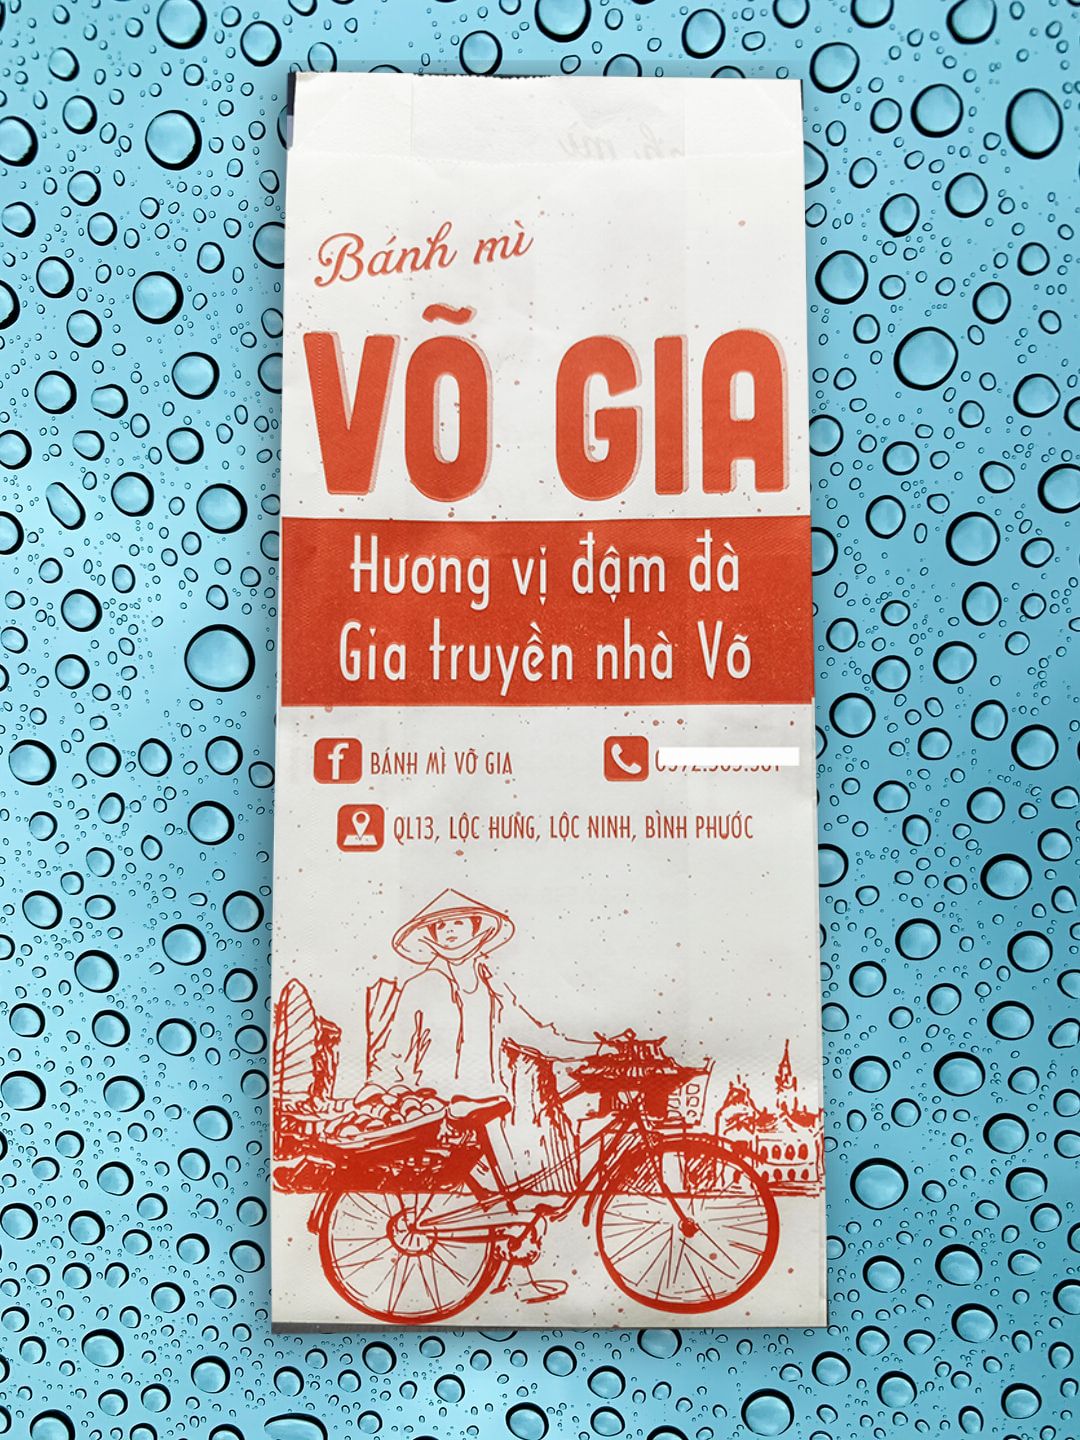 Bánh mì
VÕ GIA
Hương vị đậm đà
Gia truyền nhà Võ
BÁNH MÌ VÕ GIA
QL13, LỘC HƯNG, LỘC NINH, BÌNH PHƯỚC